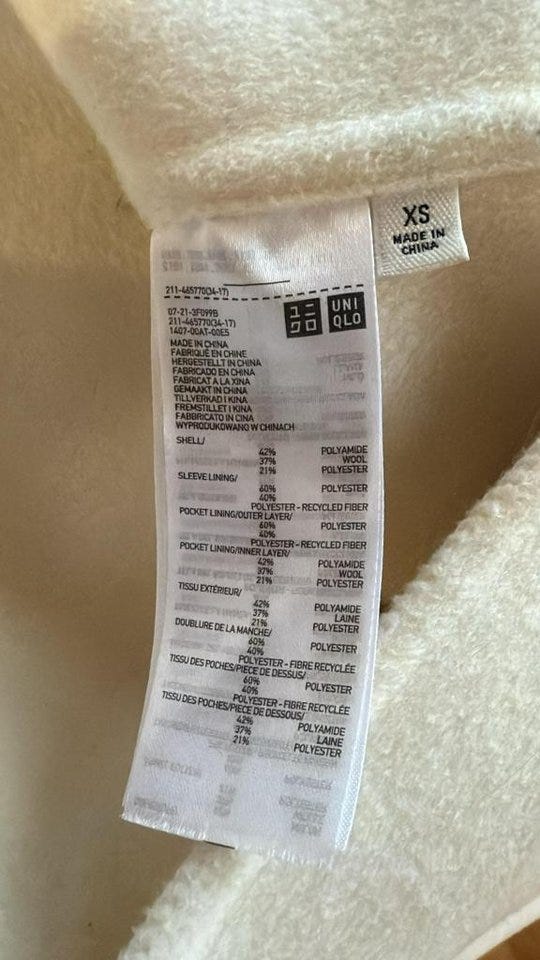 XS
MADE IN
CHINA
211-465770(34-17)
07-21-3F099B
211-465770(34-17)
1407-00AT-00E5
ユニ
クロ
UNI
QLO
MADE IN CHINA
FABRIQUÉ EN CHINE
HERGESTELLT IN CHINA
FABRICADO EN CHINA
FABRICAT A LA XINA
GEMAAKT IN CHINA
TILLVERKAD I KINA
FREMSTILLET I KINA
FABBRICATO IN CINA
WYPRODUKOWANO W CHINACH
SHELL/
42% POLYAMIDE
37% WOOL
21% POLYESTER
SLEEVE LINING/
60% POLYESTER
40%
POLYESTER - RECYCLED FIBER
POCKET LINING/OUTER LAYER/
60% POLYESTER
40%
POLYESTER - RECYCLED FIBER
POCKET LINING/INNER LAYER/
42% POLYAMIDE
37% WOOL
21% POLYESTER
TISSU EXTÉRIEUR/
42% POLYAMIDE
37% LAINE
21% POLYESTER
DOUBLURE DE LA MANCHE/
60% POLYESTER
40%
POLYESTER - FIBRE RECYCLÉE
TISSU DES POCHES/PIECE DE DESSUS/
60% POLYESTER
40%
POLYESTER - FIBRE RECYCLÉE
TISSU DES POCHES/PIECE DE DESSOUS/
42% POLYAMIDE
37% LAINE
21% POLYESTER